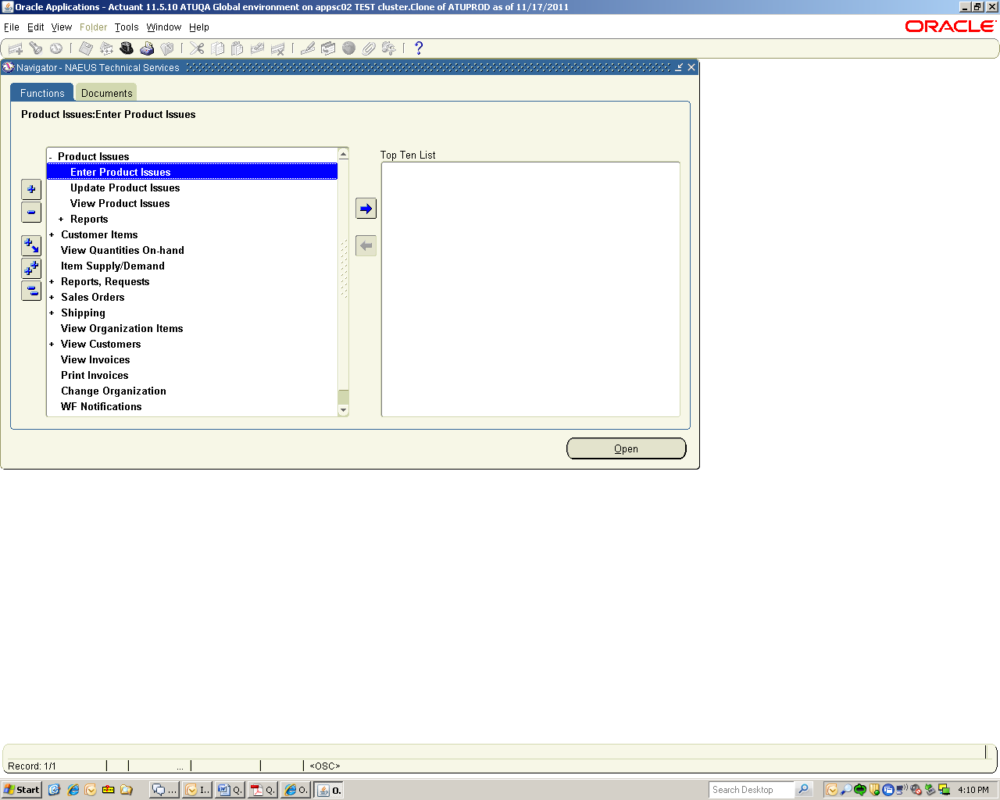 Oracle Applications - Actuant 11.5.10 ATUQA Global environment on appsc02 TEST cluster.Clone of ATUPROD as of 11/17/2011
File Edit View Folder Tools Window Help
ORACLE
Navigator - NAEUS Technical Services
Functions Documents
Product Issues:Enter Product Issues
Top Ten List
- Product Issues
Enter Product Issues
Update Product Issues
View Product Issues
+ Reports
+ Customer Items
View Quantities On-hand
Item Supply/Demand
+ Reports, Requests
+ Sales Orders
+ Shipping
View Organization Items
+ View Customers
View Invoices
Print Invoices
Change Organization
WF Notifications
Open
Record: 1/1 ... <OSC>
Start ... I.. Q. Q. O. O. Search Desktop 4:10 PM